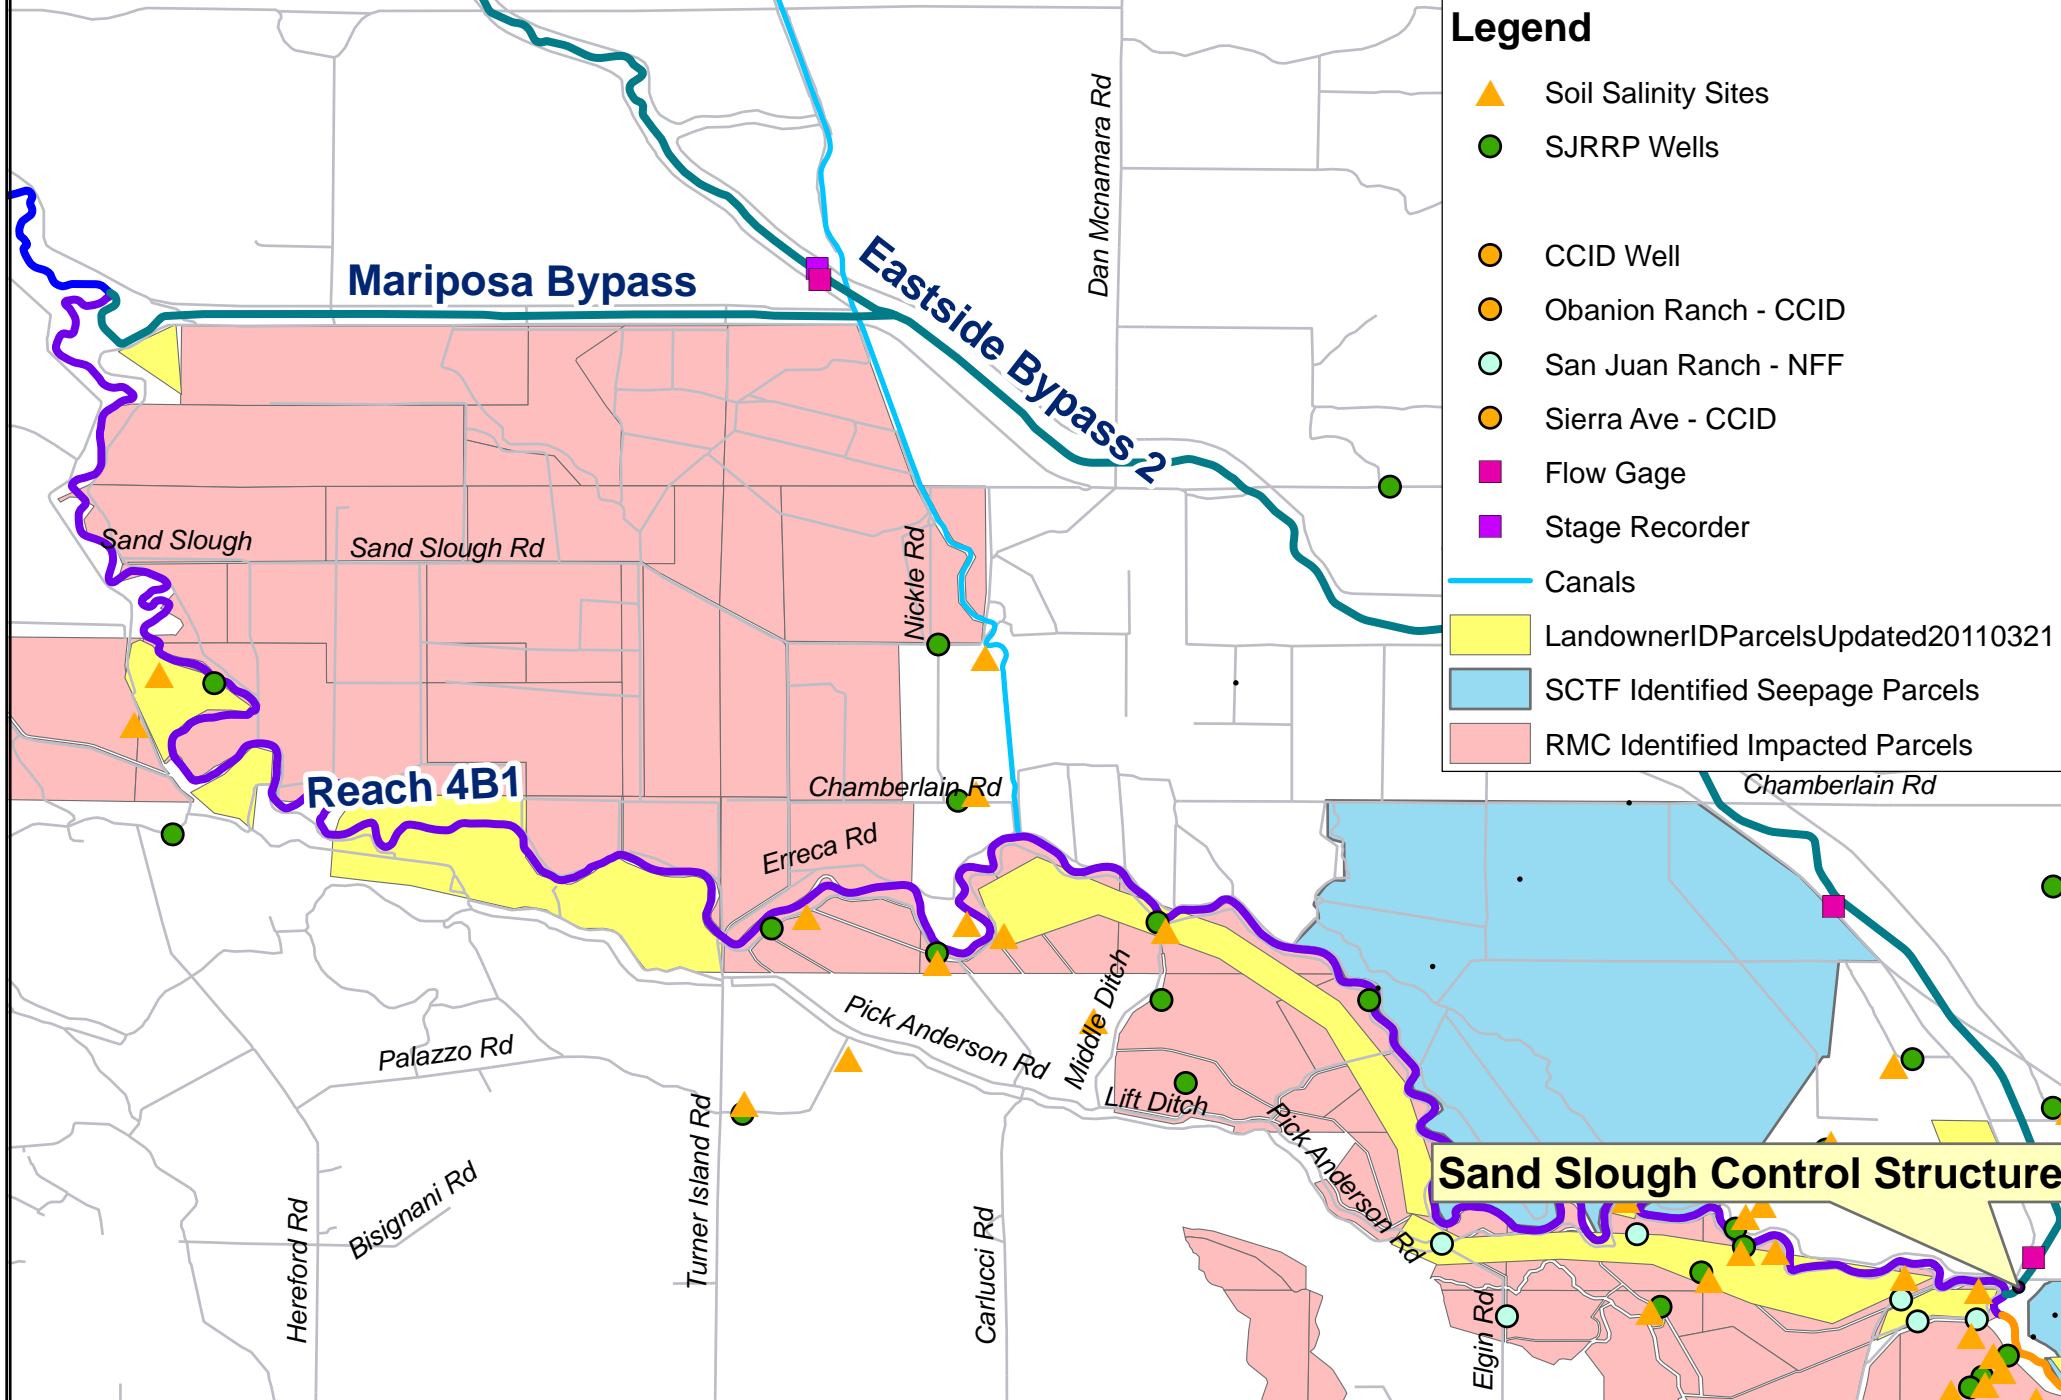 Legend
Soil Salinity Sites
SJRRP Wells
CCID Well
Obanion Ranch - CCID
San Juan Ranch - NFF
Sierra Ave - CCID
Flow Gage
Stage Recorder
Canals
LandownerIDParcelsUpdated20110321
SCTF Identified Seepage Parcels
RMC Identified Impacted Parcels
Dan Mcnamara Rd
Mariposa Bypass
Eastside Bypass 2
Sand Slough
Sand Slough Rd
Nickle Rd
Reach 4B1
Chamberlain Rd
Chamberlain Rd
Erreca Rd
Pick Anderson Rd
Middle Ditch
Palazzo Rd
Lift Ditch
Pick Anderson Rd
Turner Island Rd
Sand Slough Control Structure
Bisignani Rd
Hereford Rd
Carlucci Rd
Elgin Rd